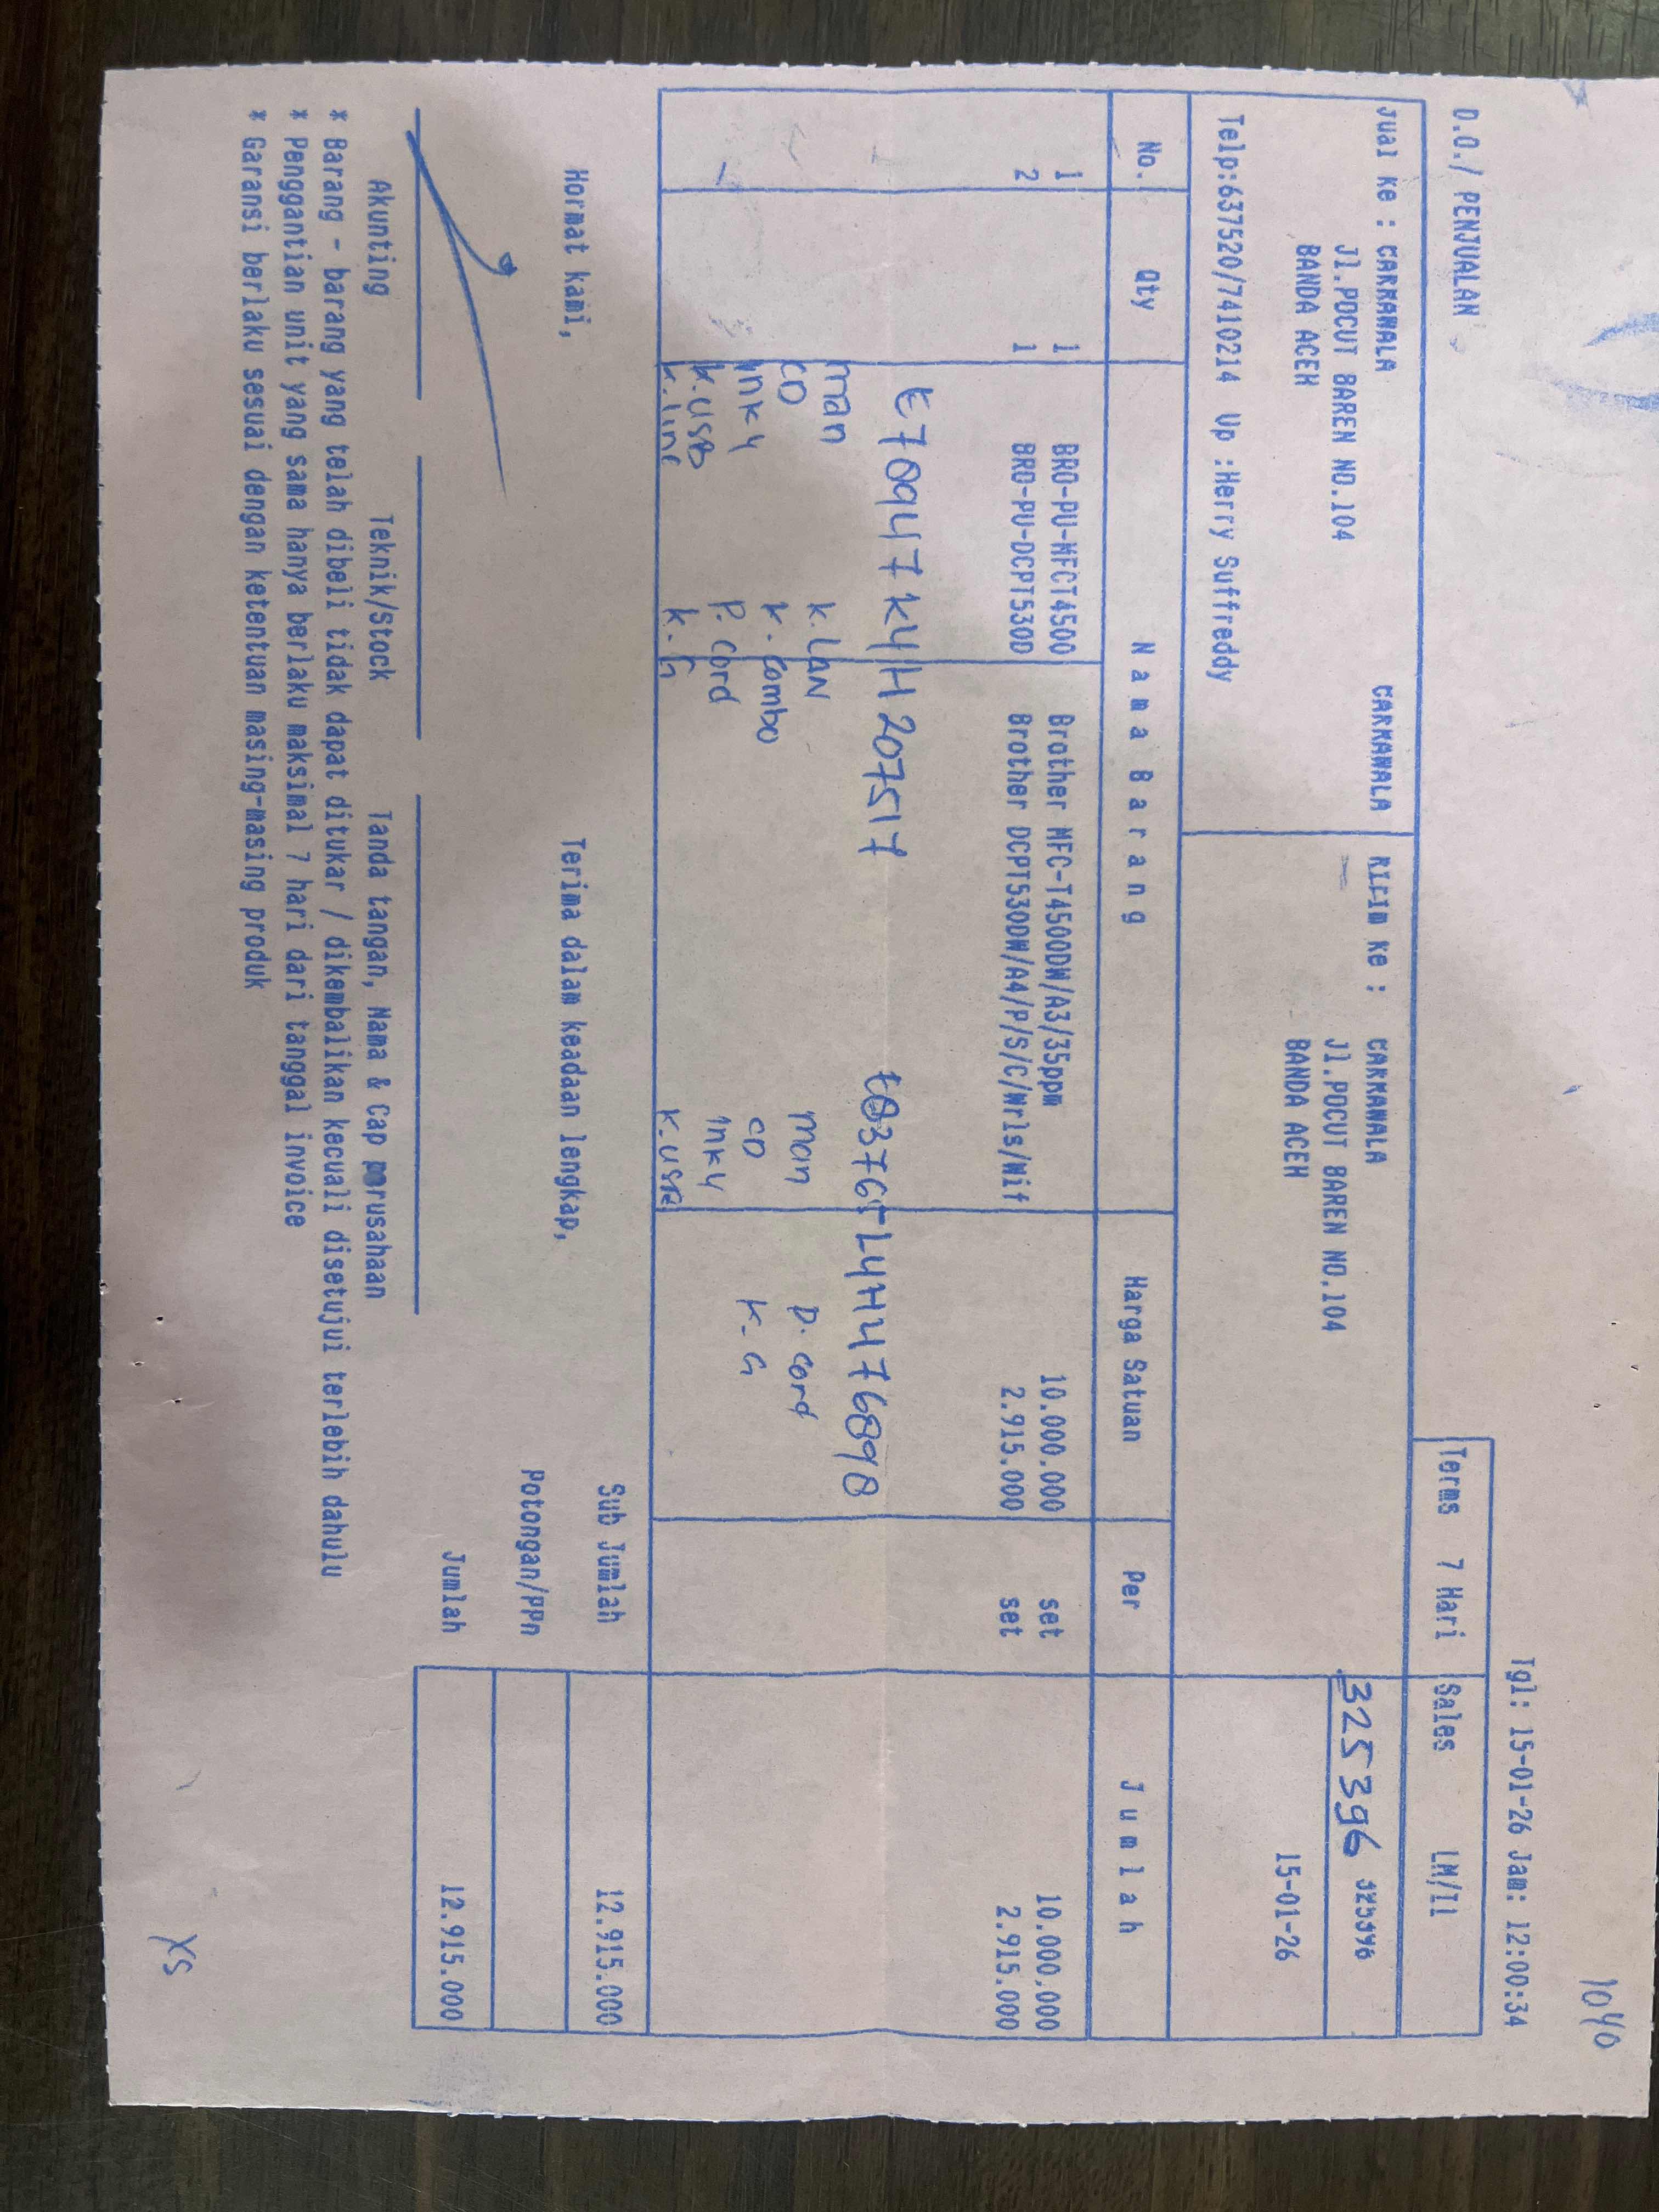 1040
Tgl: 15-01-26 Jam: 12:00:34
D.O./ PENJUALAN
Terms 7 Hari Sales LM/II
Jual Ke : CAKRAWALA CAKRAWALA Kirim Ke : CAKRAWALA
325396 325396
Jl.POCUT BAREN NO.104 Jl.POCUT BAREN NO.104
BANDA ACEH BANDA ACEH 15-01-26
Telp:637520/7410214 Up :Herry Suffreddy
No. Qty Nama Barang Harga Satuan Per Jumlah
1 1 BRO-PU-MFCT4500 Brother MFC-T4500DW/A3/35ppm 10.000.000 set 10.000.000
2 1 BRO-PU-DCPT530D Brother DCPT530DW/A4/P/S/C/Wrls/Wif 2.915.000 set 2.915.000
E70947K4H207517
man k.LAN man P.cord
CD k.combo CD K-G
Ink4 P.cord Ink4
K.USB K.G K.USB
K.line
Sub Jumlah 12.915.000
Hormat kami, Terima dalam keadaan lengkap,
Potongan/PPn
Jumlah 12.915.000
Akunting Teknik/Stock Tanda tangan, Nama & Cap perusahaan
* Barang - barang yang telah dibeli tidak dapat ditukar / dikembalikan kecuali disetujui terlebih dahulu
* Penggantian unit yang sama hanya berlaku maksimal 7 hari dari tanggal invoice
* Garansi berlaku sesuai dengan ketentuan masing-masing produk